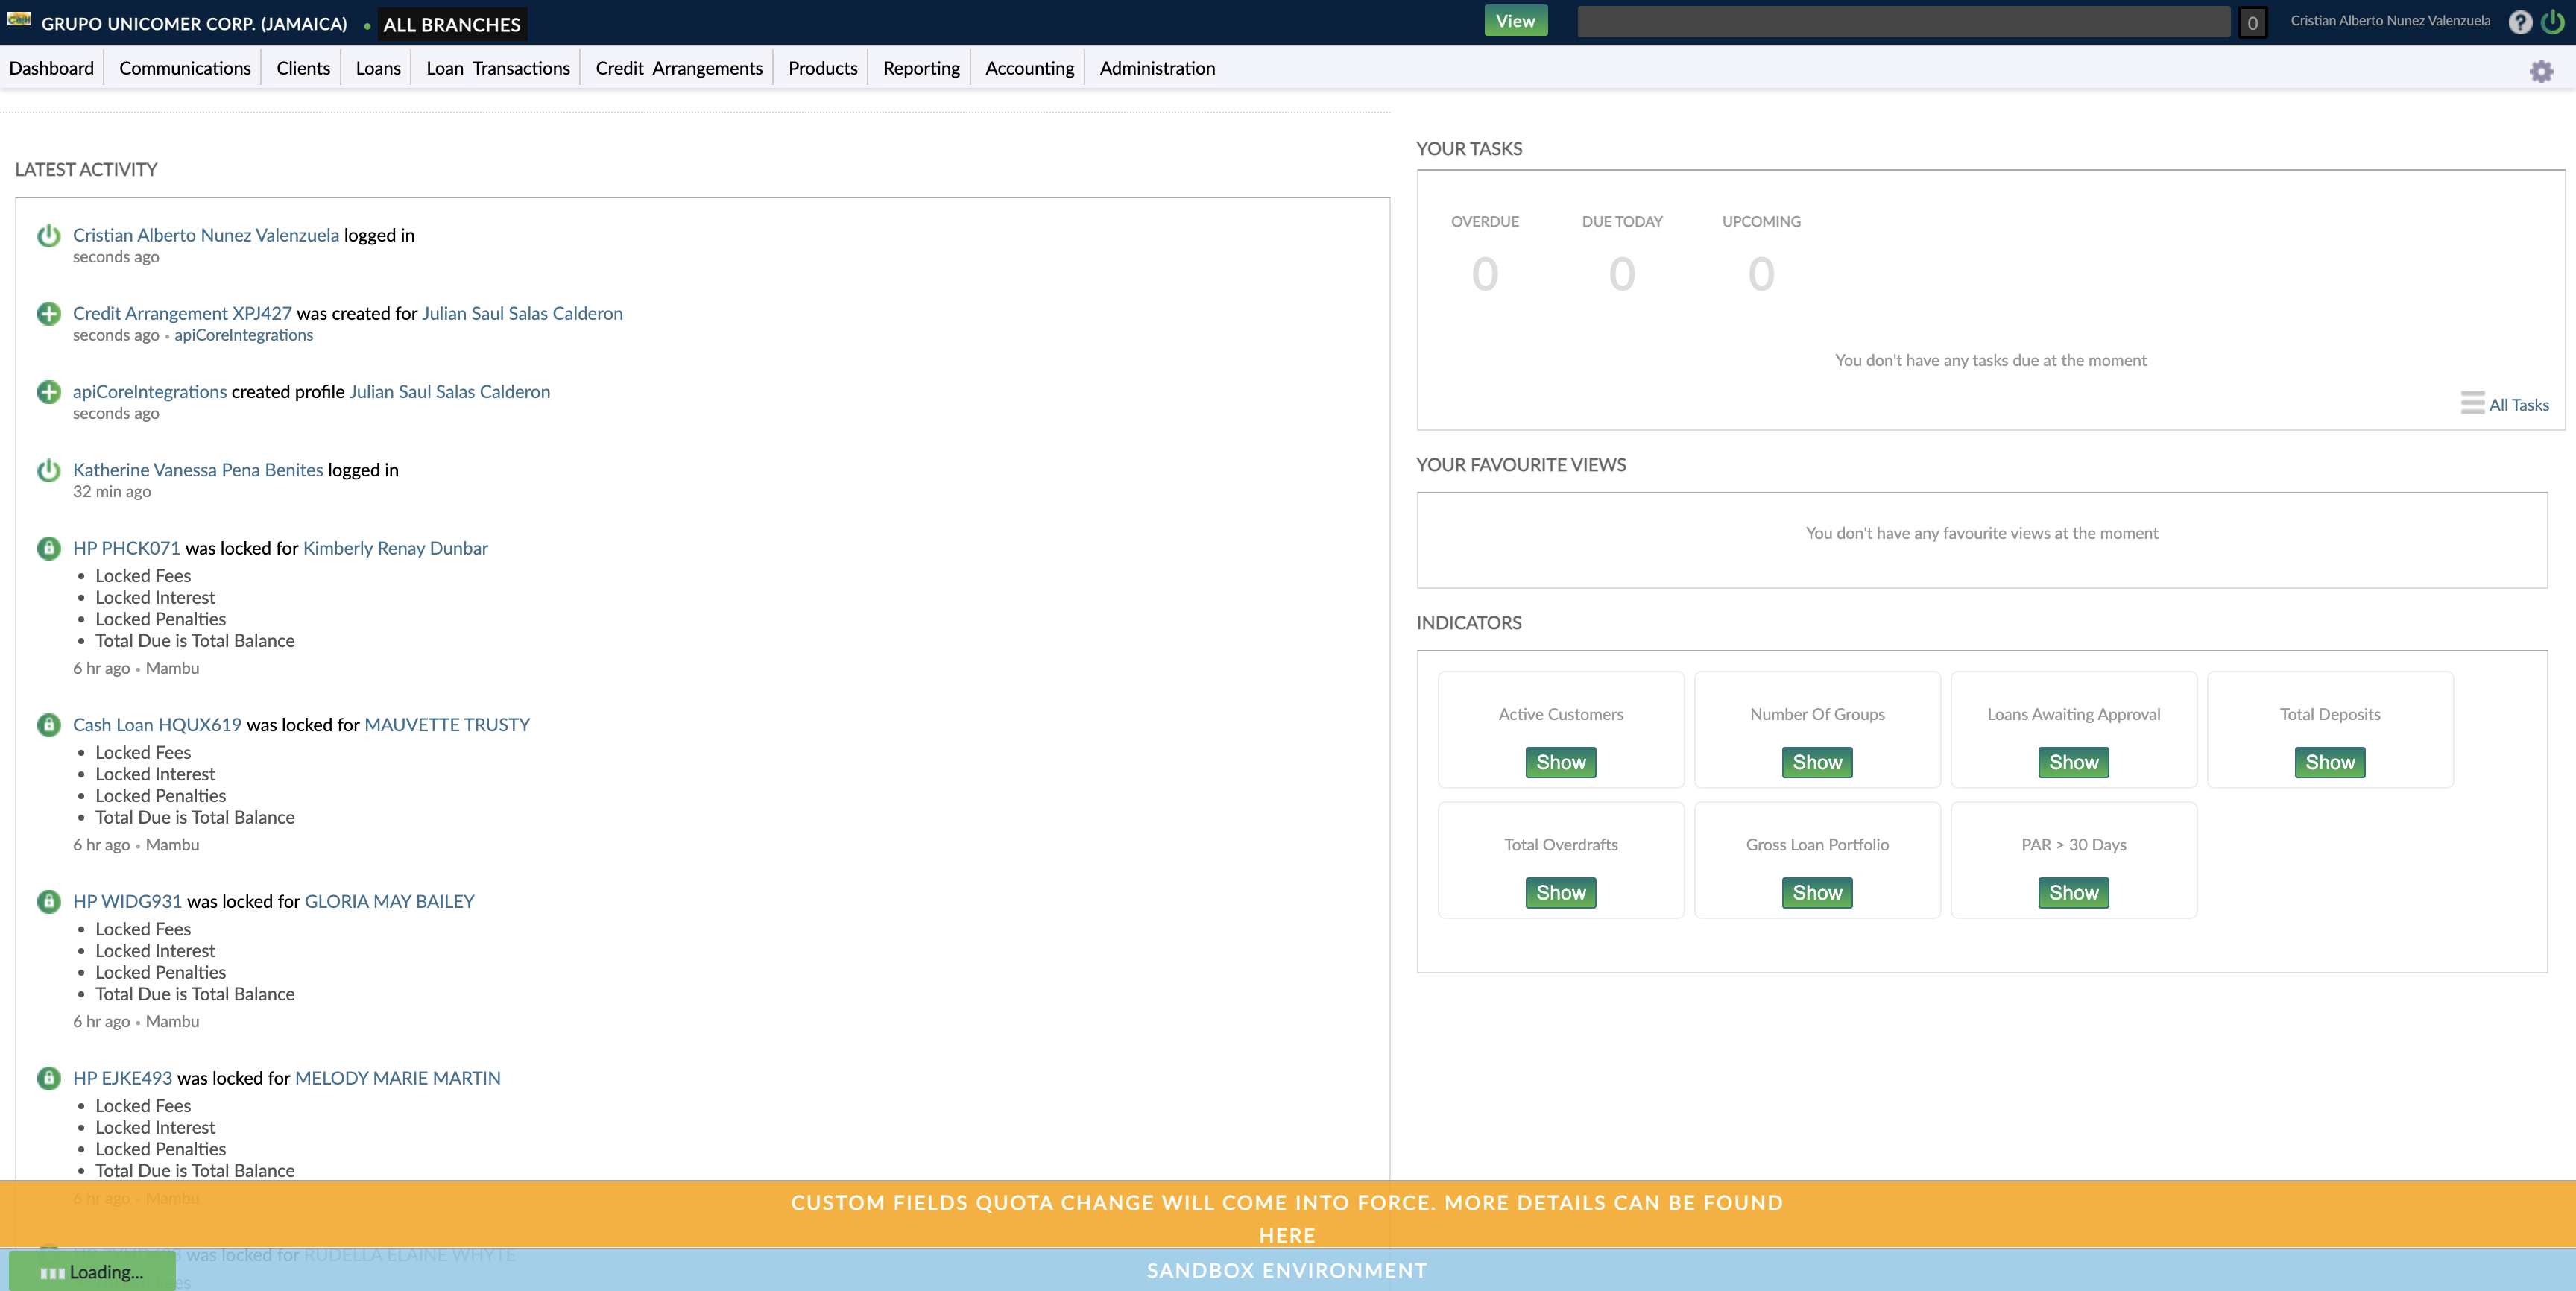 GRUPO UNICOMER CORP. (JAMAICA) • ALL BRANCHES
View
0
Cristian Alberto Nunez Valenzuela
?
Dashboard
Communications
Clients
Loans
Loan Transactions
Credit Arrangements
Products
Reporting
Accounting
Administration
LATEST ACTIVITY
Cristian Alberto Nunez Valenzuela logged in
seconds ago
Credit Arrangement XPJ427 was created for Julian Saul Salas Calderon
seconds ago • apiCoreIntegrations
apiCoreIntegrations created profile Julian Saul Salas Calderon
seconds ago
Katherine Vanessa Pena Benites logged in
32 min ago
HP PHCK071 was locked for Kimberly Renay Dunbar
• Locked Fees
• Locked Interest
• Locked Penalties
• Total Due is Total Balance
6 hr ago • Mambu
Cash Loan HQUX619 was locked for MAUVETTE TRUSTY
• Locked Fees
• Locked Interest
• Locked Penalties
• Total Due is Total Balance
6 hr ago • Mambu
HP WIDG931 was locked for GLORIA MAY BAILEY
• Locked Fees
• Locked Interest
• Locked Penalties
• Total Due is Total Balance
6 hr ago • Mambu
HP EJKE493 was locked for MELODY MARIE MARTIN
• Locked Fees
• Locked Interest
• Locked Penalties
• Total Due is Total Balance
6 hr ago • Mambu
was locked for RUDELLA ELAINE WHYTE
YOUR TASKS
OVERDUE
DUE TODAY
UPCOMING
0
0
0
You don't have any tasks due at the moment
All Tasks
YOUR FAVOURITE VIEWS
You don't have any favourite views at the moment
INDICATORS
Active Customers
Show
Number Of Groups
Show
Loans Awaiting Approval
Show
Total Deposits
Show
Total Overdrafts
Show
Gross Loan Portfolio
Show
PAR > 30 Days
Show
CUSTOM FIELDS QUOTA CHANGE WILL COME INTO FORCE. MORE DETAILS CAN BE FOUND
HERE
Loading...
SANDBOX ENVIRONMENT